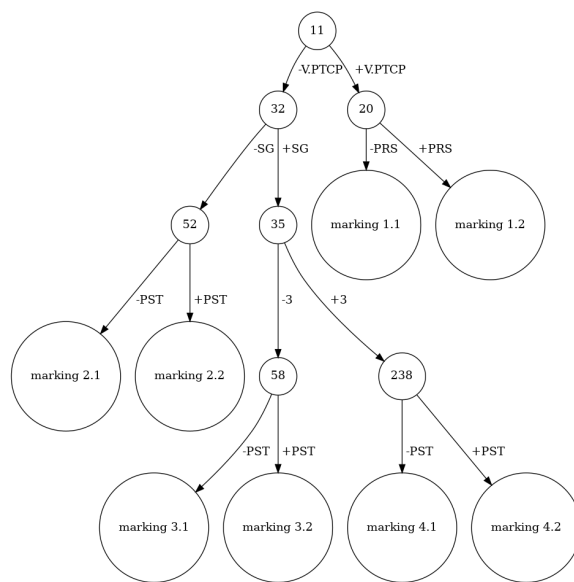 11
-V.PTCP
+V.PTCP
32
20
-SG
+SG
-PRS
+PRS
52
35
marking 1.1
marking 1.2
-PST
+PST
-3
+3
marking 2.1
marking 2.2
58
238
-PST
+PST
-PST
+PST
marking 3.1
marking 3.2
marking 4.1
marking 4.2